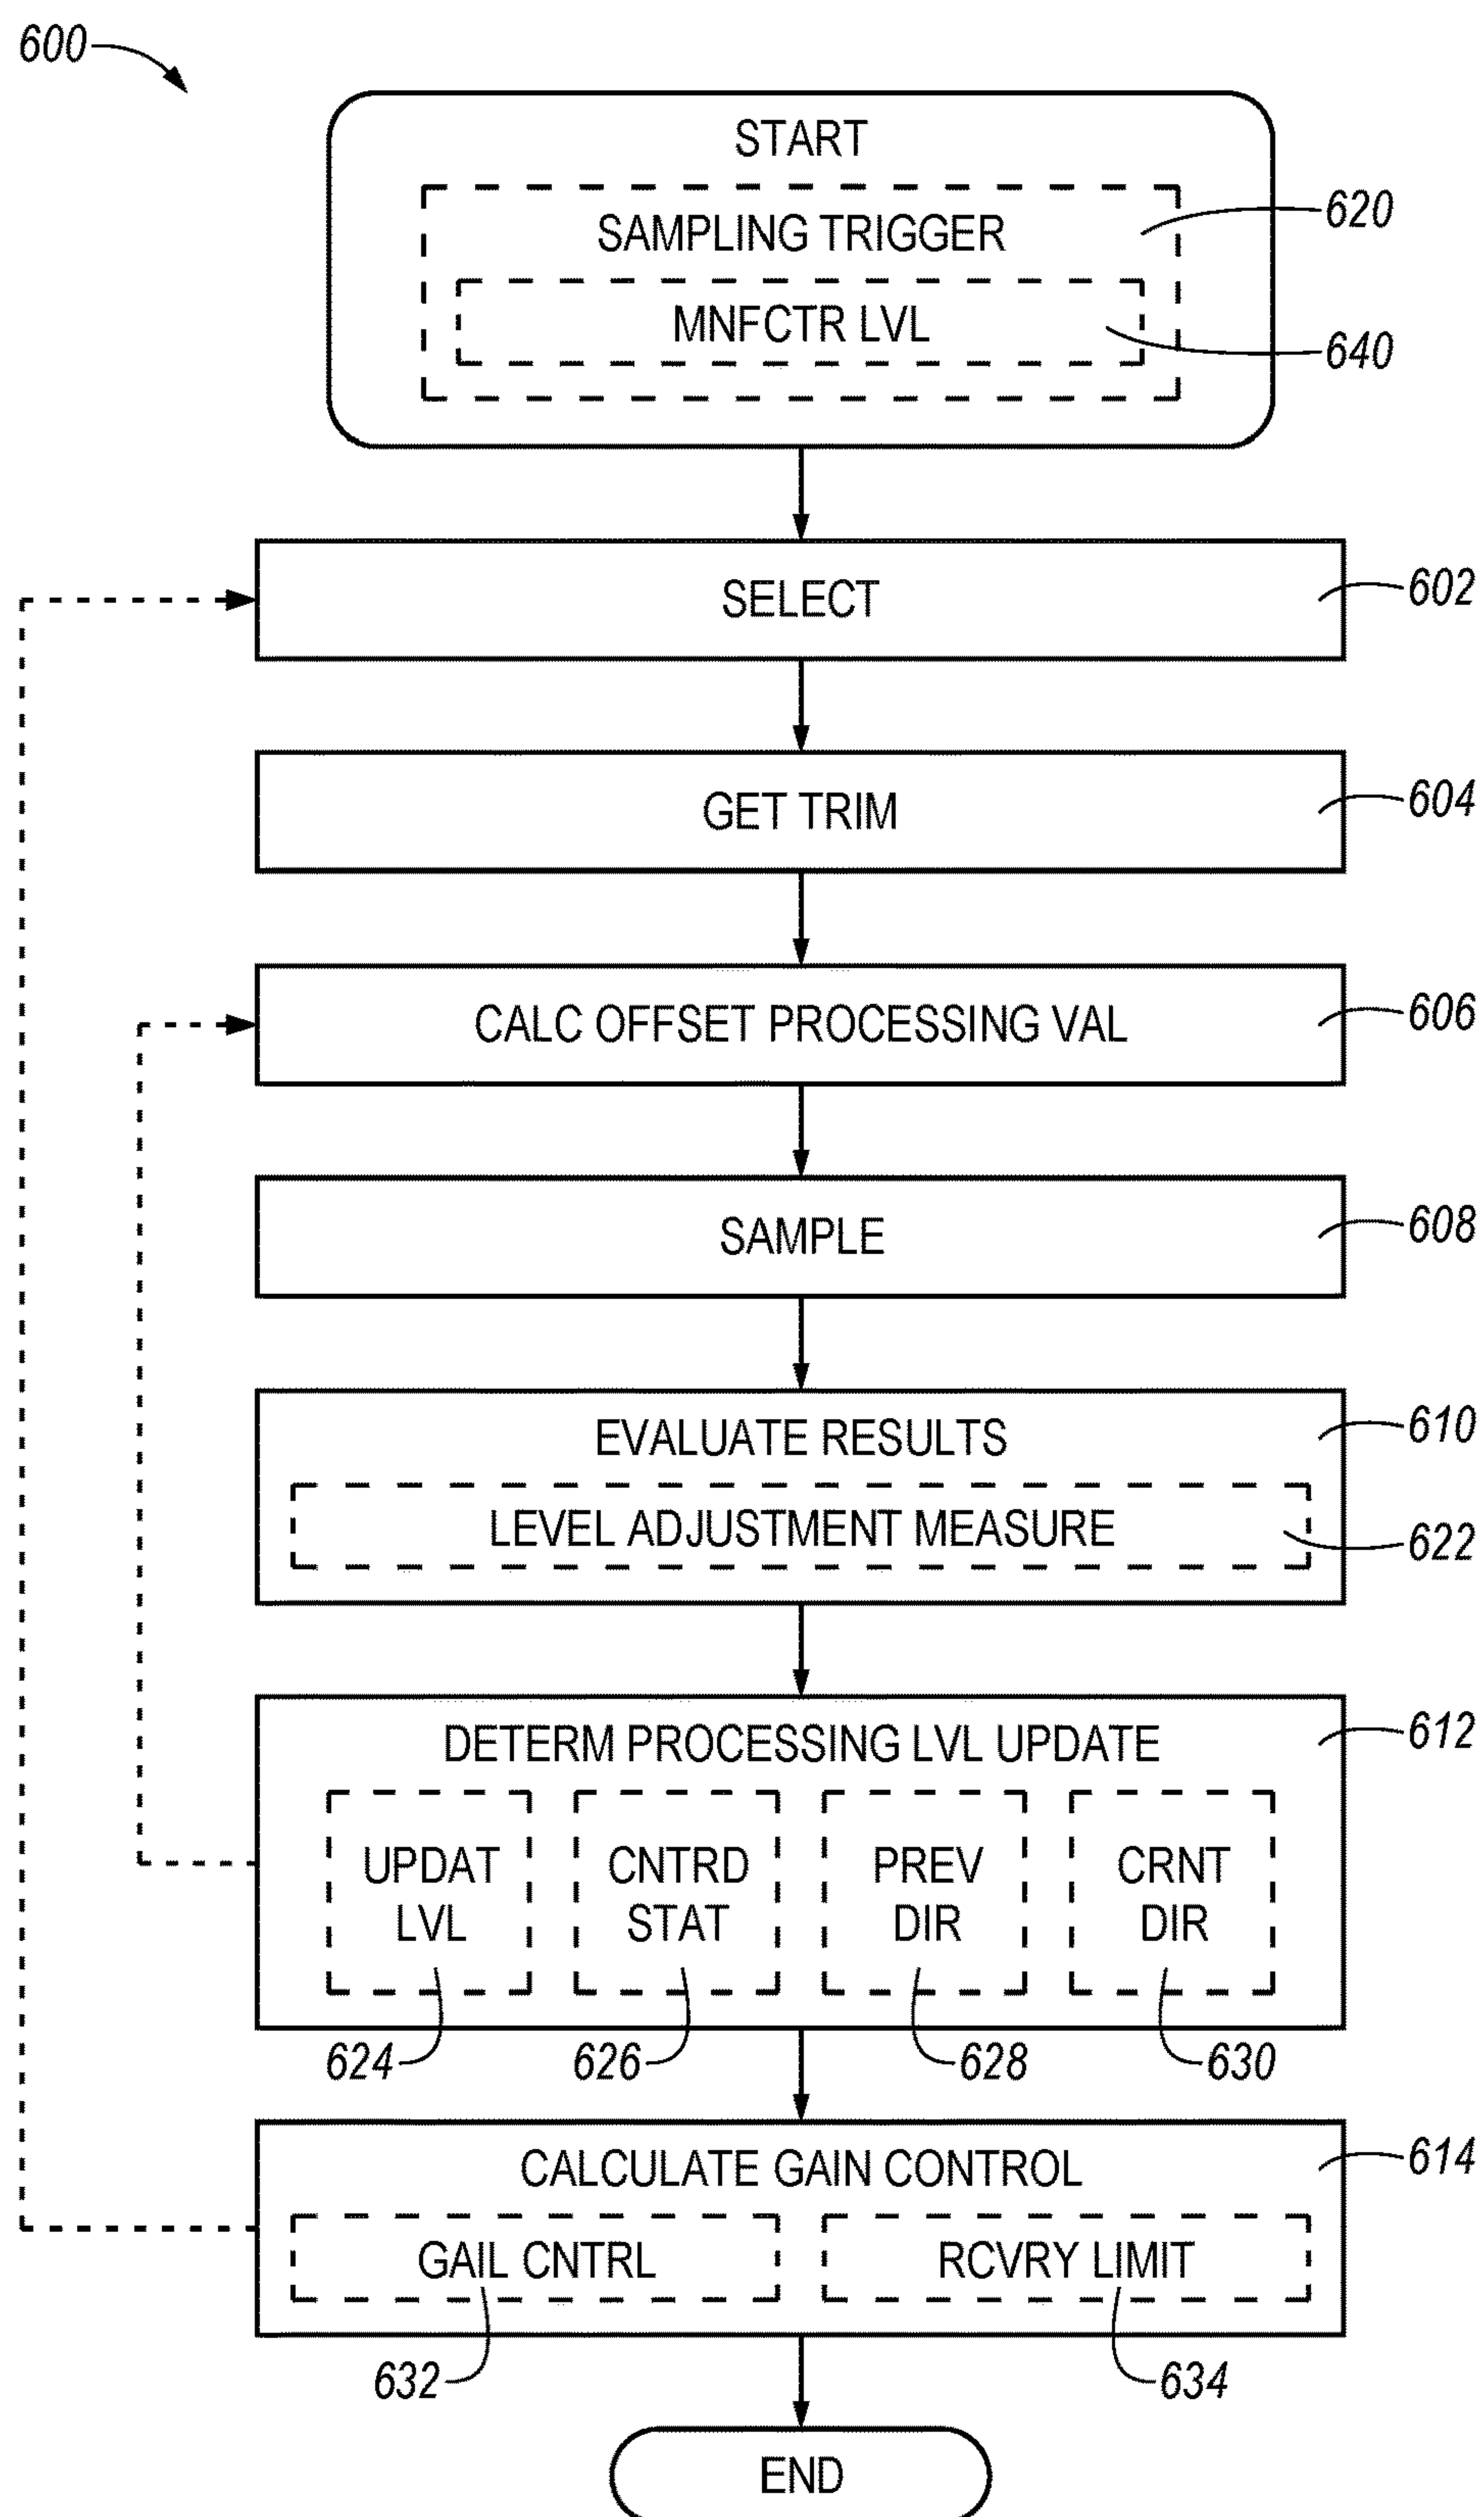 600
START
SAMPLING TRIGGER
620
MNFCTR LVL
640
SELECT
602
GET TRIM
604
CALC OFFSET PROCESSING VAL
606
SAMPLE
608
EVALUATE RESULTS
610
LEVEL ADJUSTMENT MEASURE
622
DETERM PROCESSING LVL UPDATE
612
UPDAT
LVL
CNTRD
STAT
PREV
DIR
CRNT
DIR
624
626
628
630
CALCULATE GAIN CONTROL
614
GAIL CNTRL
RCVRY LIMIT
632
634
END